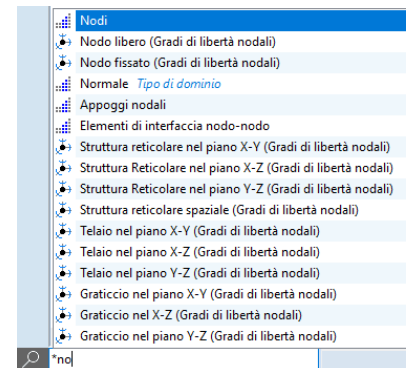 Nodi
Nodo libero (Gradi di libertà nodali)
Nodo fissato (Gradi di libertà nodali)
Normale Tipo di dominio
Appoggi nodali
Elementi di interfaccia nodo-nodo
Struttura reticolare nel piano X-Y (Gradi di libertà nodali)
Struttura Reticolare nel piano X-Z (Gradi di libertà nodali)
Struttura Reticolare nel piano Y-Z (Gradi di libertà nodali)
Struttura reticolare spaziale (Gradi di libertà nodali)
Telaio nel piano X-Y (Gradi di libertà nodali)
Telaio nel piano X-Z (Gradi di libertà nodali)
Telaio nel piano Y-Z (Gradi di libertà nodali)
Graticcio nel piano X-Y (Gradi di libertà nodali)
Graticcio nel X-Z (Gradi di libertà nodali)
Graticcio nel piano Y-Z (Gradi di libertà nodali)
*no